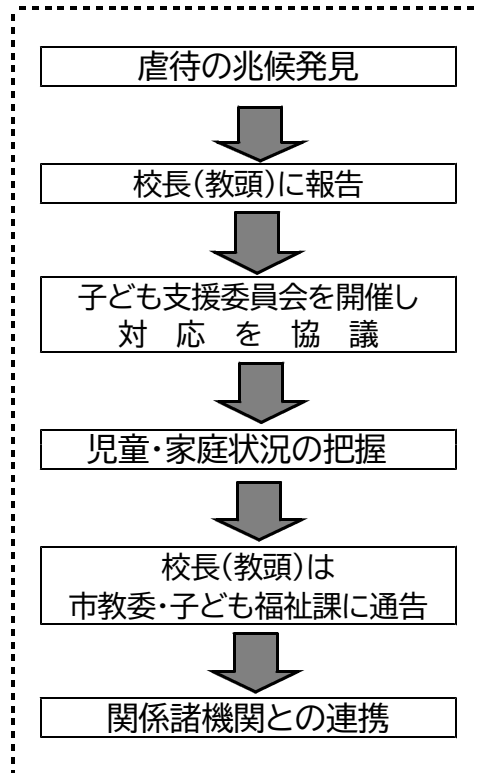 虐待の兆候発見
校長(教頭)に報告
子ども支援委員会を開催し
対応を協議
児童・家庭状況の把握
校長(教頭)は
市教委・子ども福祉課に通告
関係諸機関との連携